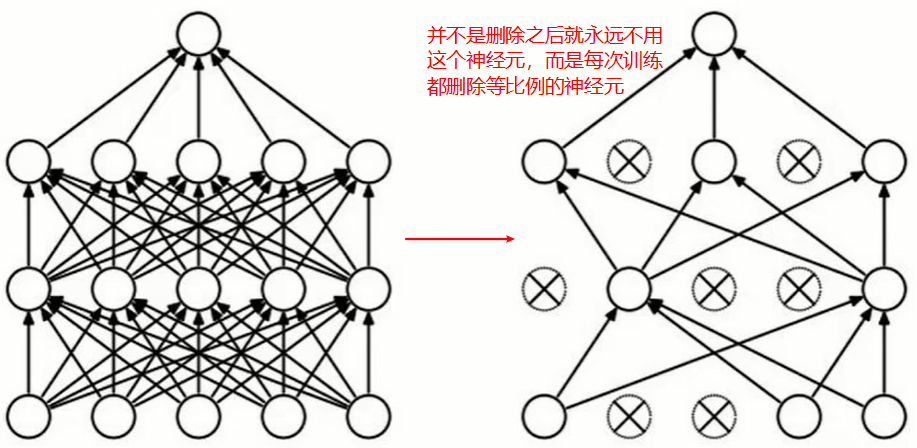 并不是删除之后就永远不用
这个神经元，而是每次训练
都删除等比例的神经元